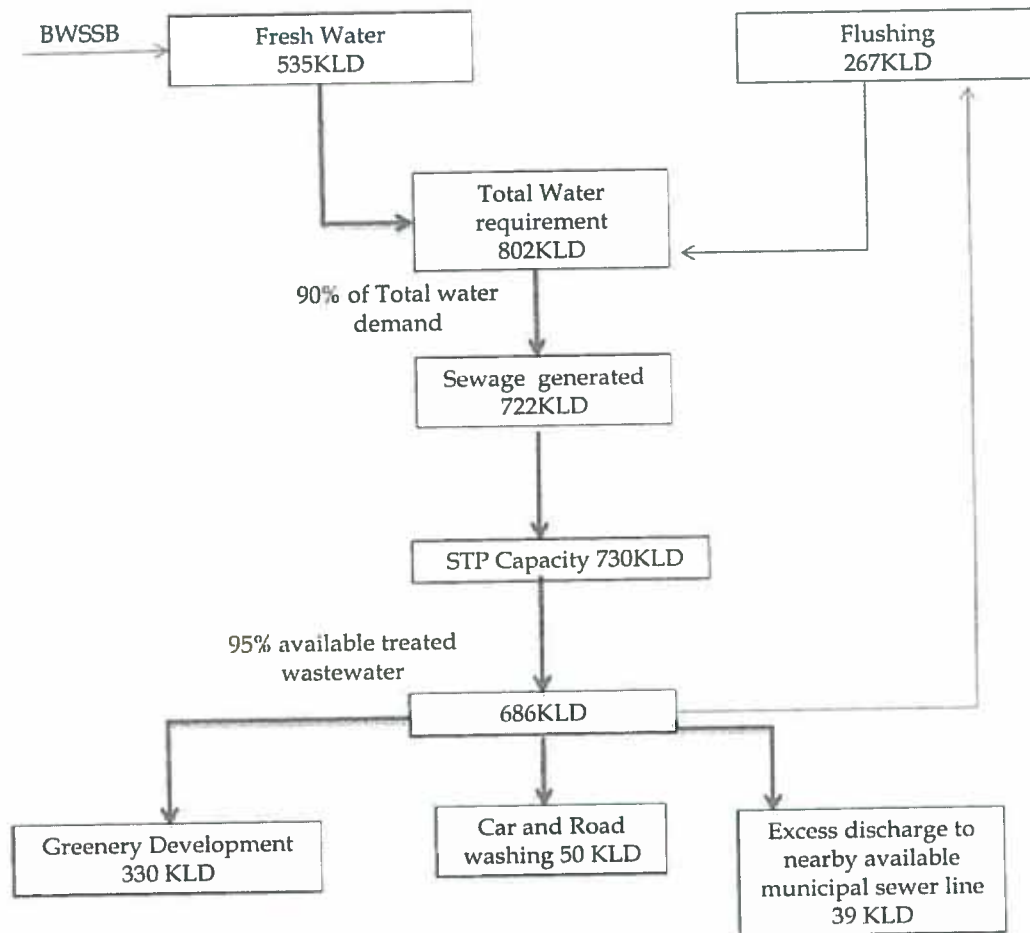 BWSSB
Fresh Water
535KLD
Flushing
267KLD
Total Water
requirement
802KLD
90% of Total water
demand
Sewage generated
722KLD
STP Capacity 730KLD
95% available treated
wastewater
686KLD
Greenery Development
330 KLD
Car and Road
washing 50 KLD
Excess discharge to
nearby available
municipal sewer line
39 KLD